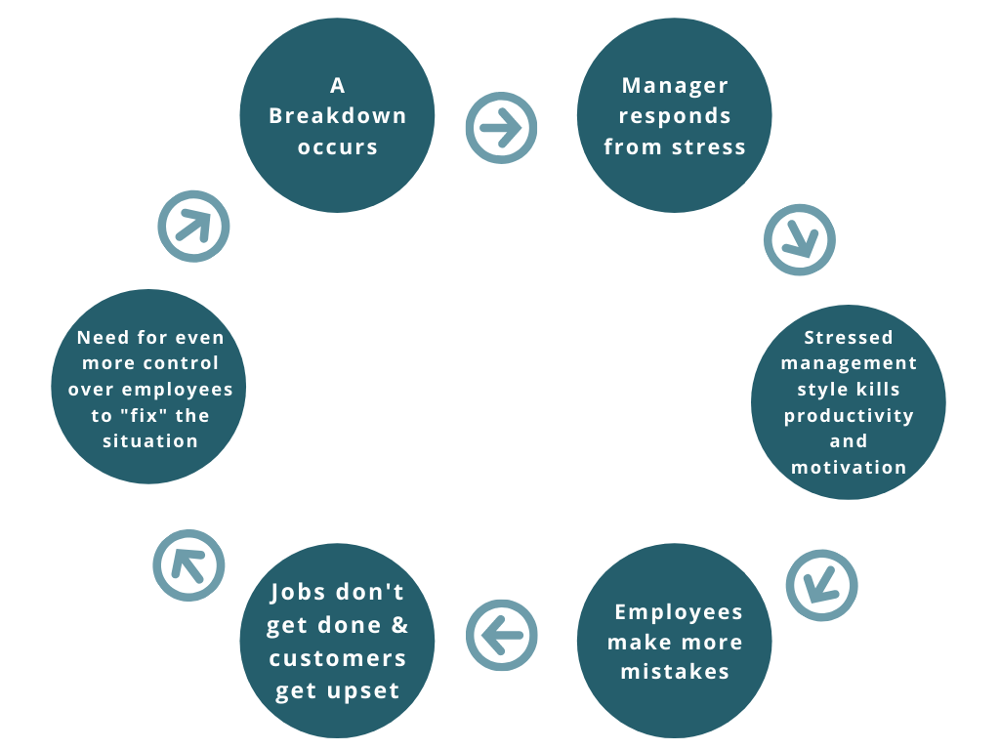 A
Breakdown
occurs
Manager
responds
from stress
Stressed
management
style kills
productivity
and
motivation
Employees
make more
mistakes
Jobs don't
get done &
customers
get upset
Need for even
more control
over employees
to "fix" the
situation